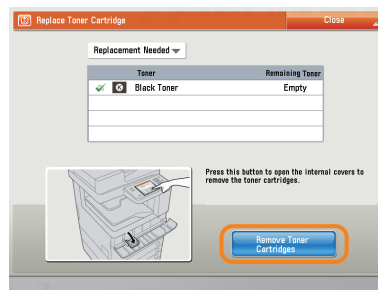 Replace Toner Cartridge
Close
Replacement Needed
Toner
Remaining Toner
K
Black Toner
Empty
Press this button to open the internal covers to
remove the toner cartridges.
Remove Toner
Cartridges